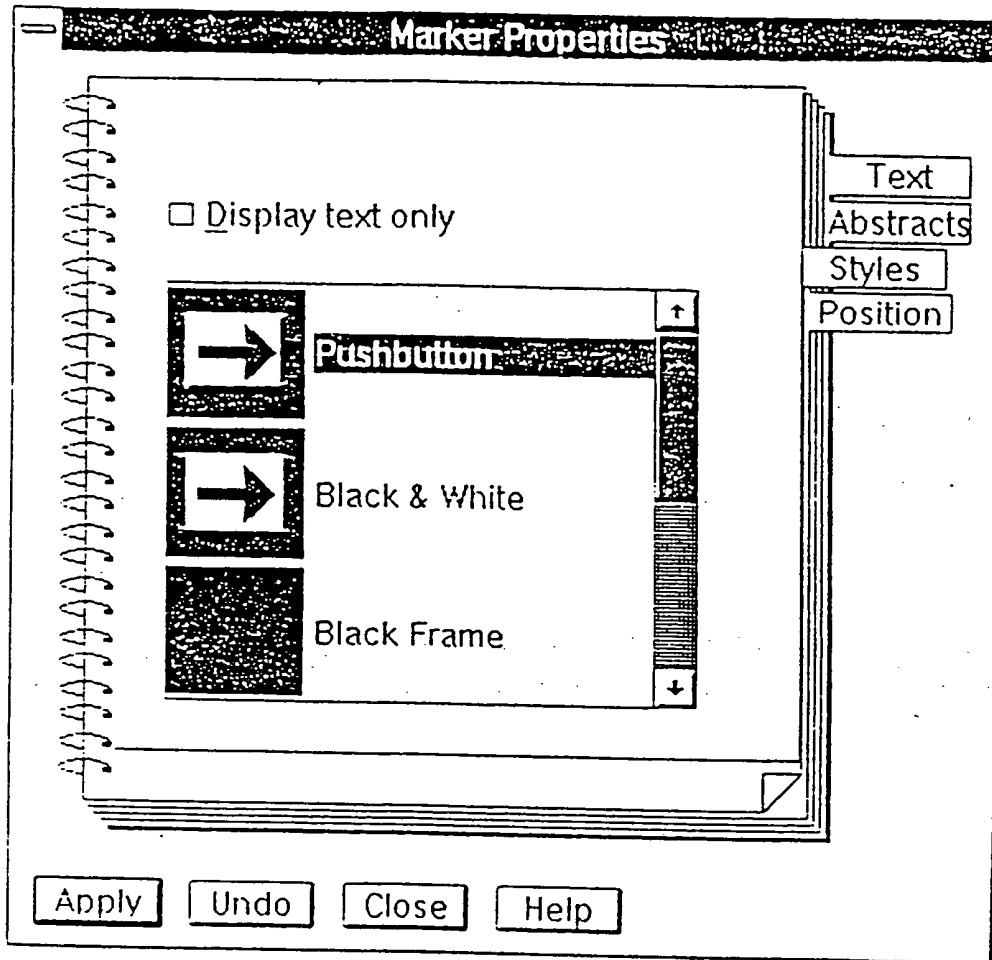 Marker Properties
Text
Abstracts
Styles
Position
Display text only
Pushbutton
Black & White
Black Frame
Apply
Undo
Close
Help